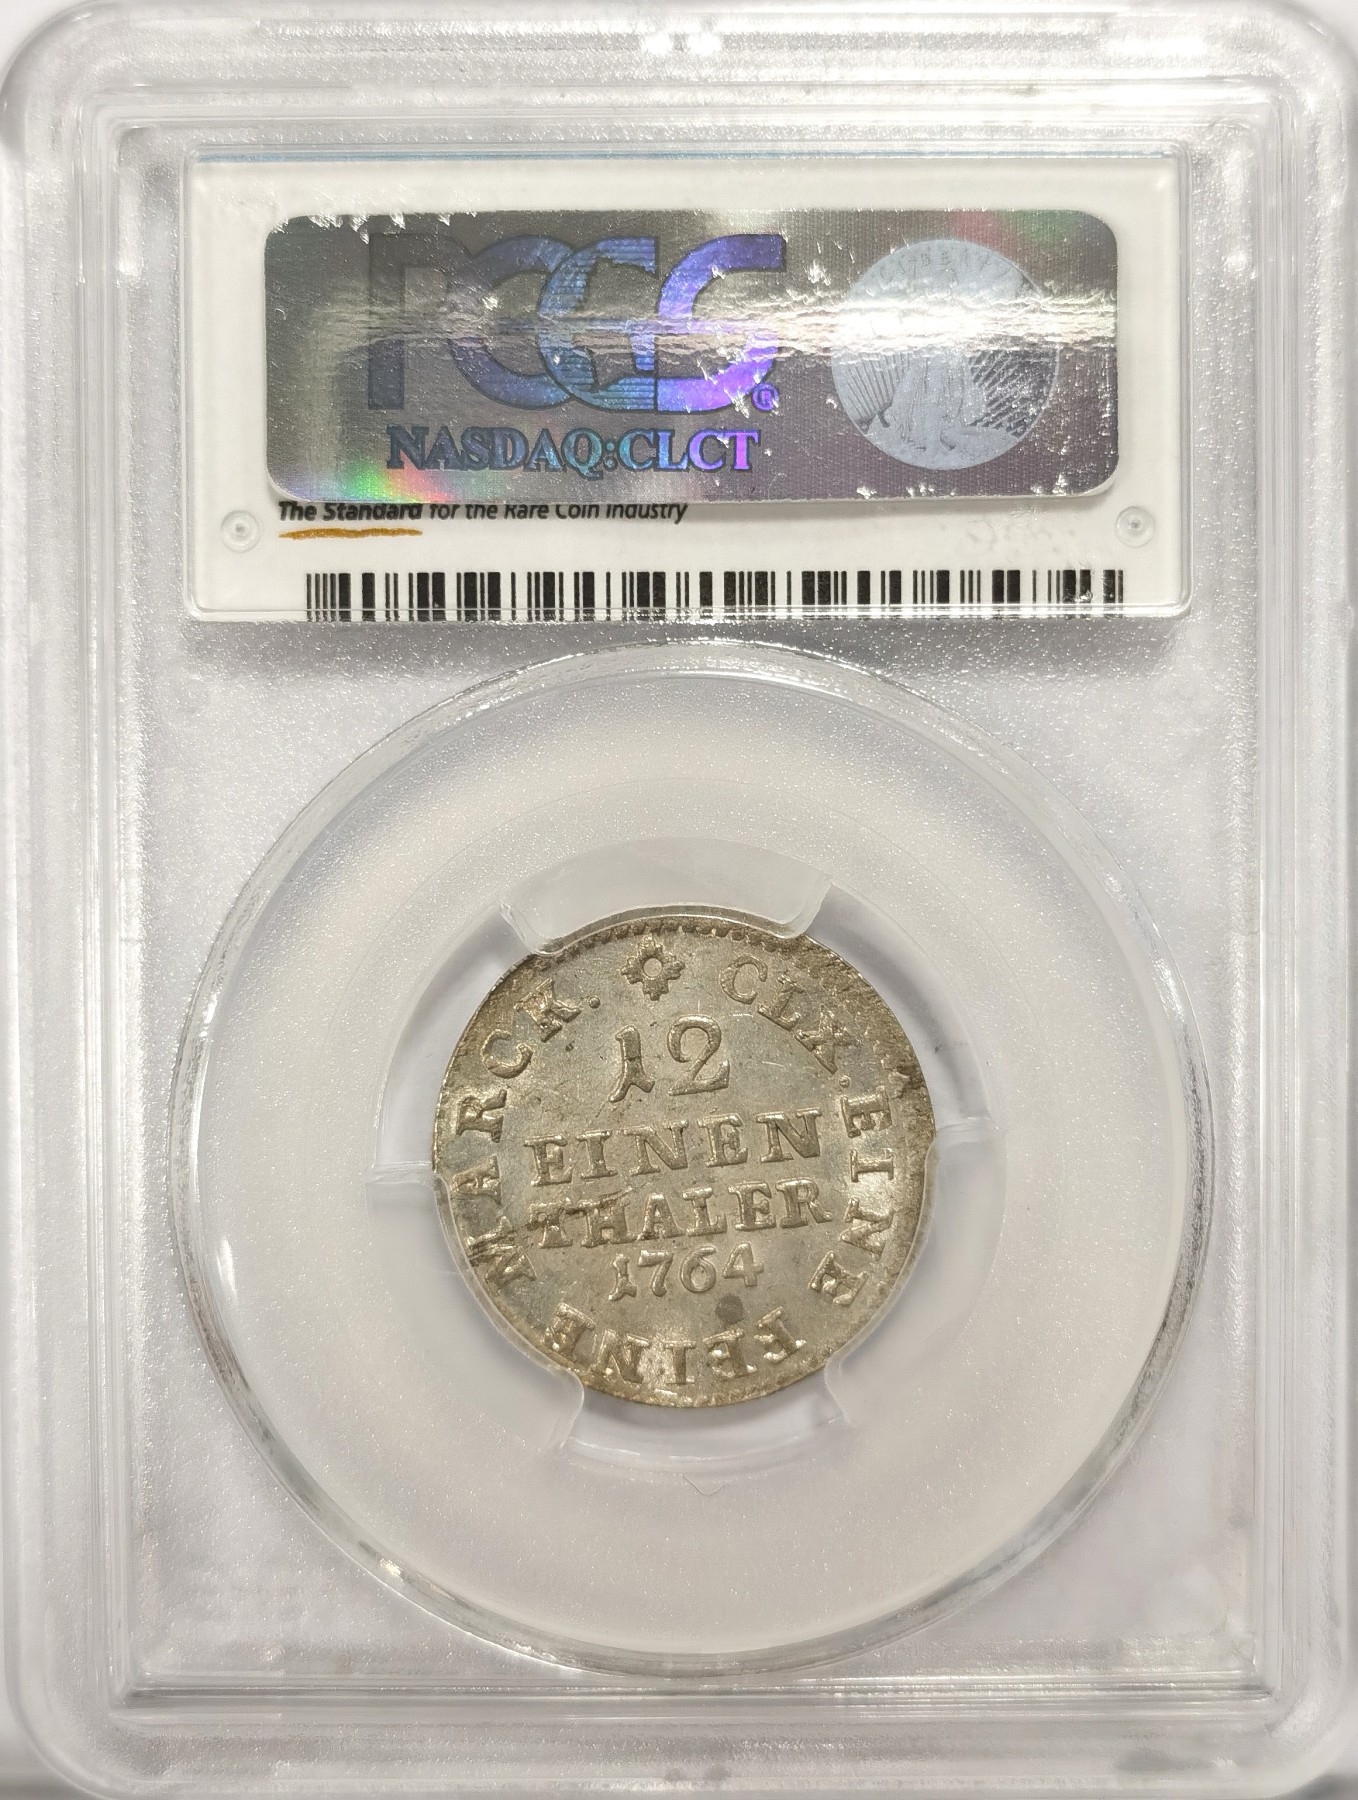 PCGS®
NASDAQ:CLCT
LIBERTY
The Standard for the Rare Coin Industry
CLX. EINE FEINE MARCK.
12
EINEN
THALER
1764